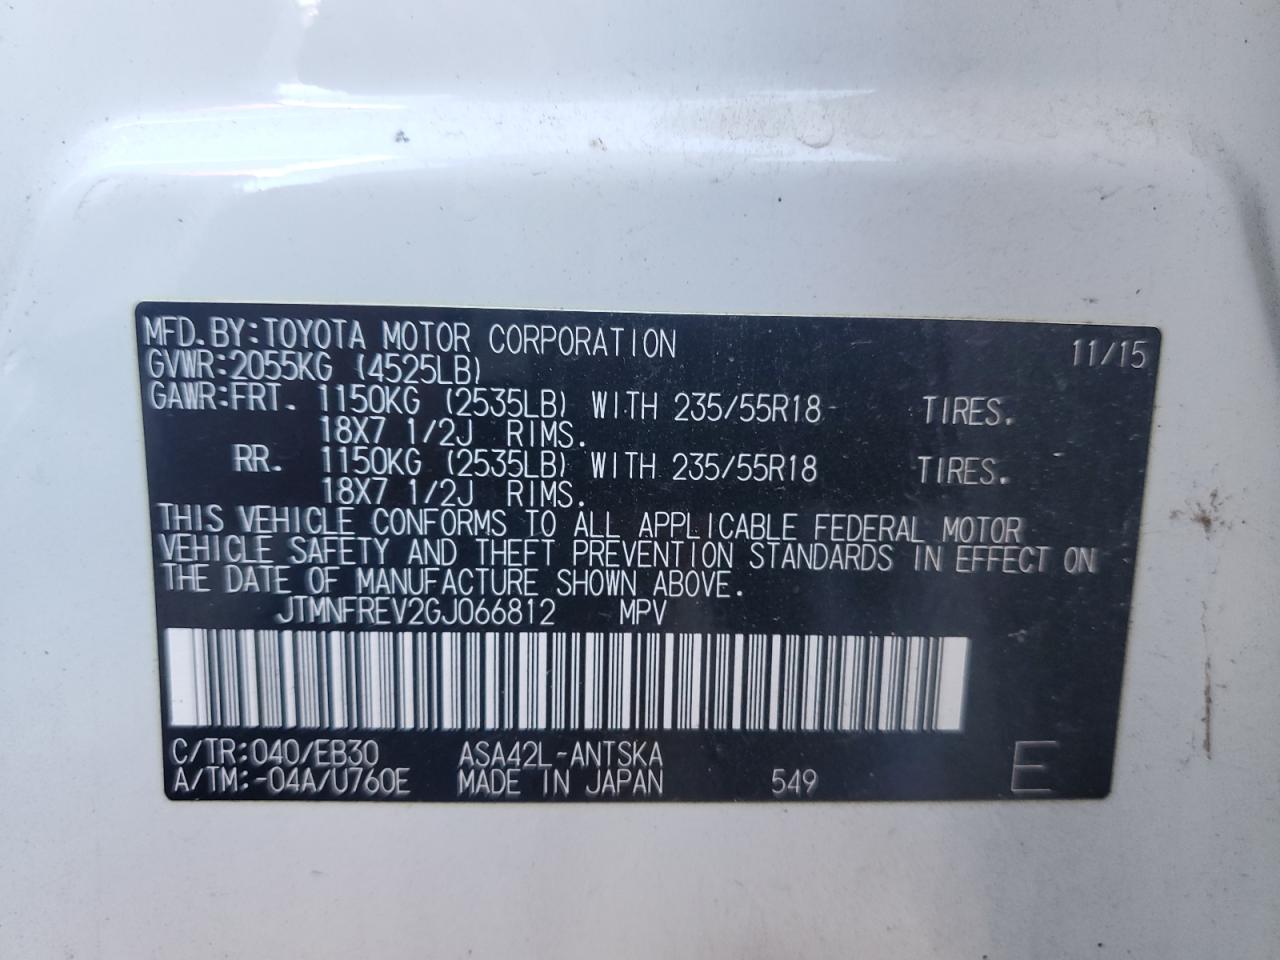 MFD.BY:TOYOTA MOTOR CORPORATION 11/15
GVWR:2055KG (4525LB)
GAWR:FRT. 1150KG (2535LB) WITH 235/55R18 TIRES.
18X7 1/2J RIMS.
RR. 1150KG (2535LB) WITH 235/55R18 TIRES.
18X7 1/2J RIMS.
THIS VEHICLE CONFORMS TO ALL APPLICABLE FEDERAL MOTOR
VEHICLE SAFETY AND THEFT PREVENTION STANDARDS IN EFFECT ON
THE DATE OF MANUFACTURE SHOWN ABOVE.
JTMNFREV2GJ066812 MPV
C/TR:040/EB30 ASA42L-ANTSKA
A/TM:-04A/U760E MADE IN JAPAN 549 E